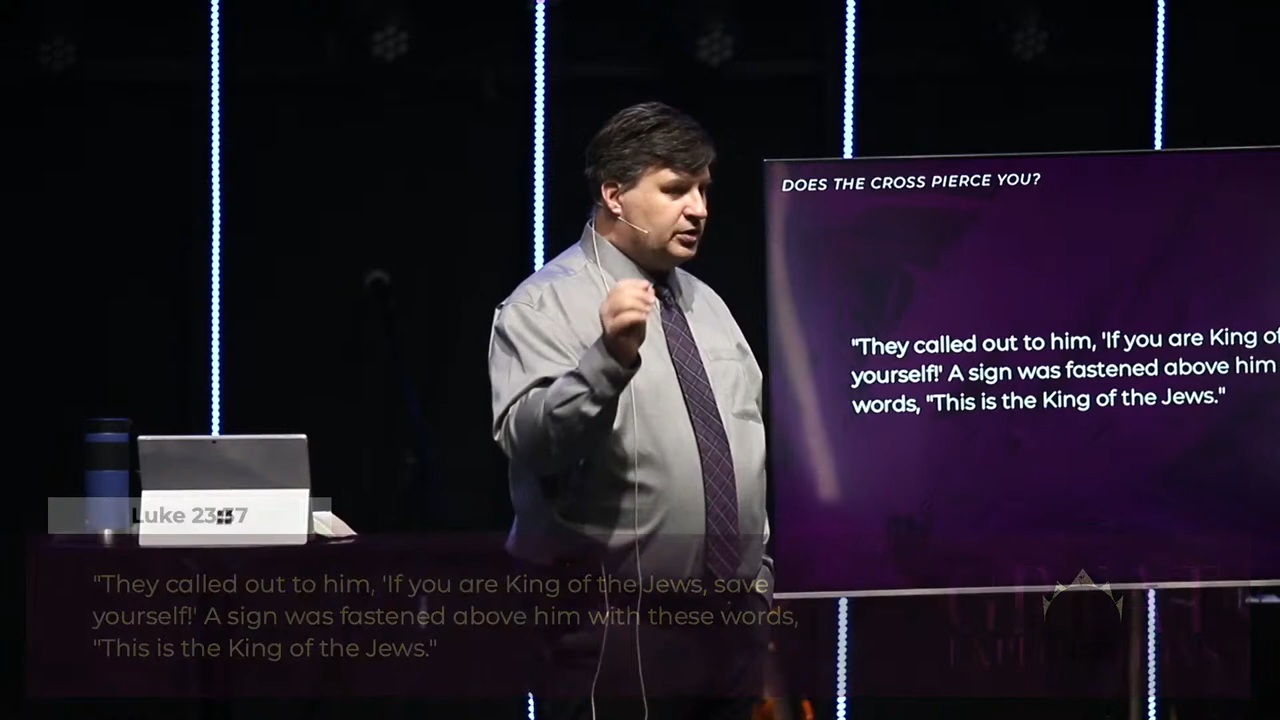 DOES THE CROSS PIERCE YOU?
"They called out to him, 'If you are King of
yourself!' A sign was fastened above him
words, "This is the King of the Jews."
Luke 23:37
"They called out to him, 'If you are King of the Jews, save
yourself!' A sign was fastened above him with these words,
"This is the King of the Jews."